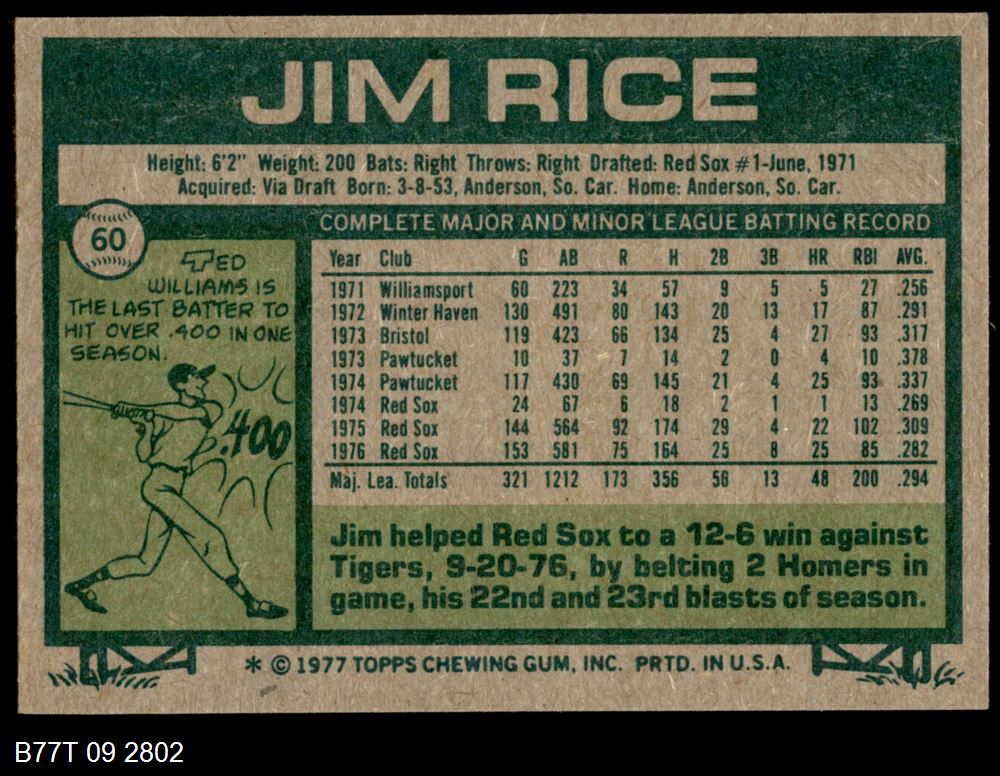 JIM RICE
Height: 6'2" Weight: 200 Bats: Right Throws: Right Drafted: Red Sox #1-June, 1971
Acquired: Via Draft Born: 3-8-53, Anderson, So. Car. Home: Anderson, So. Car.
60
TED
WILLIAMS IS
THE LAST BATTER TO
HIT OVER .400 IN ONE
SEASON.
.400
COMPLETE MAJOR AND MINOR LEAGUE BATTING RECORD
Year Club G AB R H 2B 3B HR RBI AVG.
1971 Williamsport 60 223 34 57 9 5 5 27 .256
1972 Winter Haven 130 491 80 143 20 13 17 87 .291
1973 Bristol 119 423 66 134 25 4 27 93 .317
1973 Pawtucket 10 37 7 14 2 0 4 10 .378
1974 Pawtucket 117 430 69 145 21 4 25 93 .337
1974 Red Sox 24 67 6 18 2 1 1 13 .269
1975 Red Sox 144 564 92 174 29 4 22 102 .309
1976 Red Sox 153 581 75 164 25 8 25 85 .282
Maj. Lea. Totals 321 1212 173 356 56 13 48 200 .294
Jim helped Red Sox to a 12-6 win against
Tigers, 9-20-76, by belting 2 Homers in
game, his 22nd and 23rd blasts of season.
* © 1977 TOPPS CHEWING GUM, INC. PRTD. IN U.S.A.
B77T 09 2802